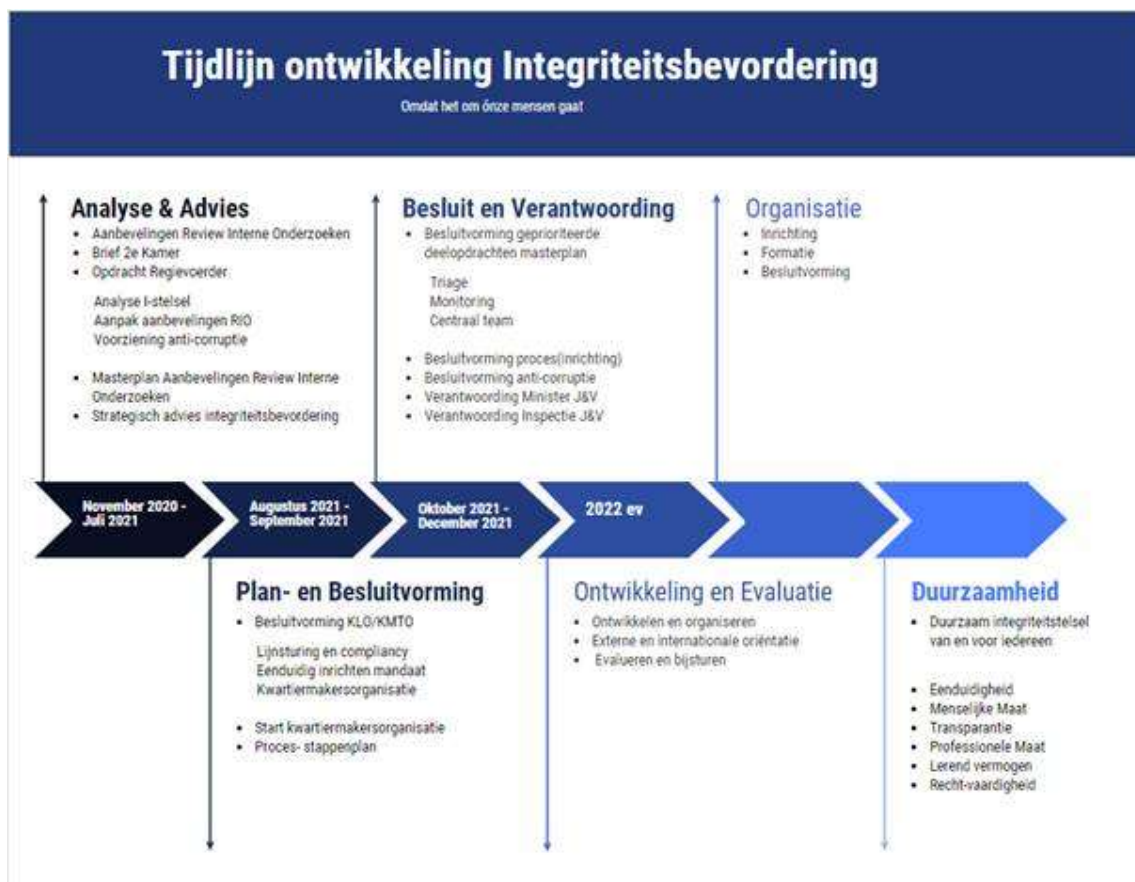 Tijdlijn ontwikkeling Integriteitsbevordering
Omdat het om ónze mensen gaat
Analyse & Advies
• Aanbevelingen Review Interne Onderzoeken
• Brief 2e Kamer
• Opdracht Regievoerder
Analyse I-stelsel
Aanpak aanbevelingen RIO
Voorziening anti-corruptie
• Masterplan Aanbevelingen Review Interne
Onderzoeken
• Strategisch advies integriteitsbevordering
Besluit en Verantwoording
• Besluitvorming geprioriteerde
deelopdrachten masterplan
Triage
Monitoring
Centraal team
• Besluitvorming proces(inrichting)
• Besluitvorming anti-corruptie
• Verantwoording Minister J&V
• Verantwoording Inspectie J&V
Organisatie
• Inrichting
• Formatie
• Besluitvorming
November 2020 -
Juli 2021
Augustus 2021 -
September 2021
Oktober 2021 -
December 2021
2022 ev
Plan- en Besluitvorming
• Besluitvorming KLO/KMTO
Lijnsturing en compliancy
Eenduidig inrichten mandaat
Kwartiermakersorganisatie
• Start kwartiermakersorganisatie
• Proces- stappenplan
Ontwikkeling en Evaluatie
• Ontwikkelen en organiseren
• Externe en internationale oriëntatie
• Evalueren en bijsturen
Duurzaamheid
• Duurzaam integriteitstelsel
van en voor iedereen
• Eenduidigheid
• Menselijke Maat
• Transparantie
• Professionele Maat
• Lerend vermogen
• Recht-vaardigheid